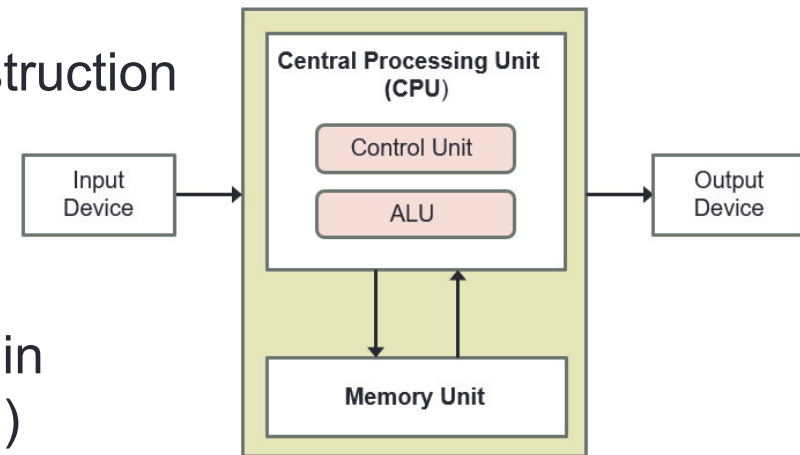 struction
Central Processing Unit
(CPU)
Control Unit
ALU
Input
Device
Output
Device
in
)
Memory Unit